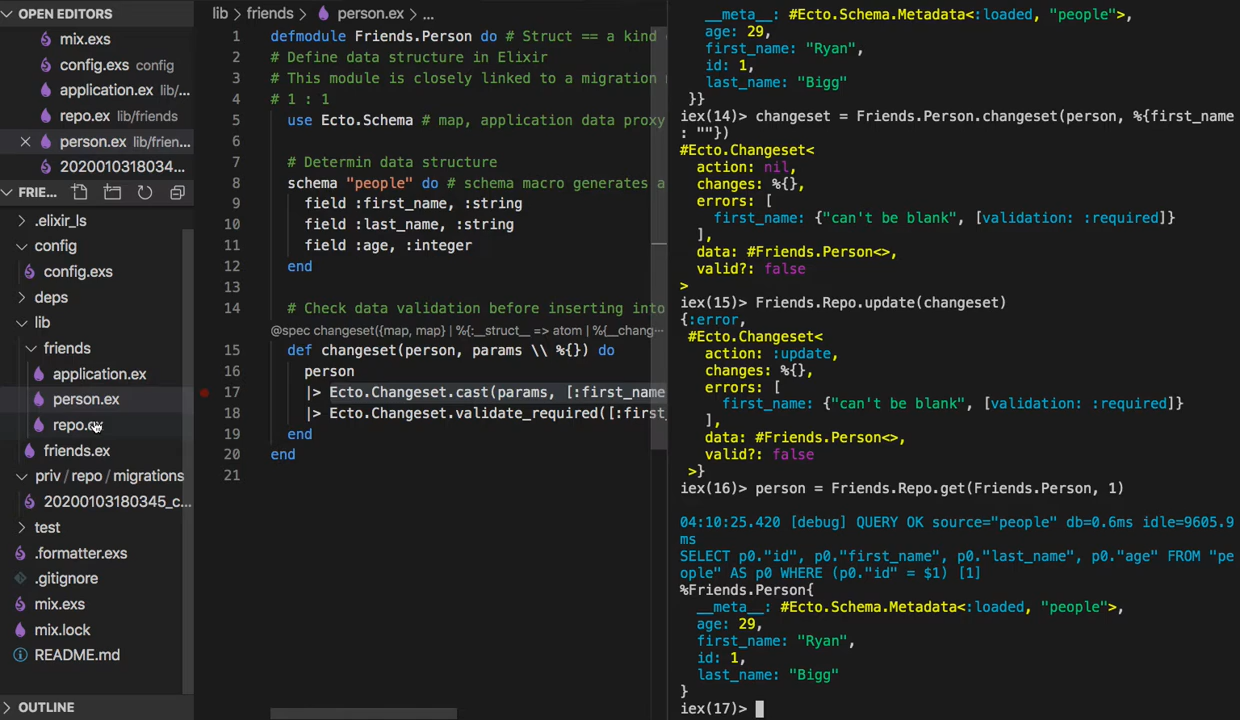 OPEN EDITORS
mix.exs
config.exs config
application.ex lib/...
repo.ex lib/friends
person.ex lib/frien...
2020010318034...
FRIE...
.elixir_ls
config
config.exs
deps
lib
friends
application.ex
person.ex
repo.ex
friends.ex
priv / repo / migrations
20200103180345_c...
test
.formatter.exs
.gitignore
mix.exs
mix.lock
README.md
OUTLINE
lib > friends > person.ex > ...
1 defmodule Friends.Person do # Struct == a kind
2 # Define data structure in Elixir
3 # This module is closely linked to a migration
4 # 1 : 1
5 use Ecto.Schema # map, application data proxy
6
7 # Determin data structure
8 schema "people" do # schema macro generates a
9 field :first_name, :string
10 field :last_name, :string
11 field :age, :integer
12 end
13
14 # Check data validation before inserting into
@spec changeset({map, map} | %{:__struct__ => atom | %{__chang...
15 def changeset(person, params \\ %{}) do
16 person
17 |> Ecto.Changeset.cast(params, [:first_name
18 |> Ecto.Changeset.validate_required([:first_
19 end
20 end
21
__meta__: #Ecto.Schema.Metadata<:loaded, "people">,
age: 29,
first_name: "Ryan",
id: 1,
last_name: "Bigg"
}}
iex(14)> changeset = Friends.Person.changeset(person, %{first_name
: ""})
#Ecto.Changeset<
action: nil,
changes: %{},
errors: [
first_name: {"can't be blank", [validation: :required]}
],
data: #Friends.Person<>,
valid?: false
>
iex(15)> Friends.Repo.update(changeset)
{:error,
#Ecto.Changeset<
action: :update,
changes: %{},
errors: [
first_name: {"can't be blank", [validation: :required]}
],
data: #Friends.Person<>,
valid?: false
>}
iex(16)> person = Friends.Repo.get(Friends.Person, 1)
04:10:25.420 [debug] QUERY OK source="people" db=0.6ms idle=9605.9
ms
SELECT p0."id", p0."first_name", p0."last_name", p0."age" FROM "pe
ople" AS p0 WHERE (p0."id" = $1) [1]
%Friends.Person{
__meta__: #Ecto.Schema.Metadata<:loaded, "people">,
age: 29,
first_name: "Ryan",
id: 1,
last_name: "Bigg"
}
iex(17)>